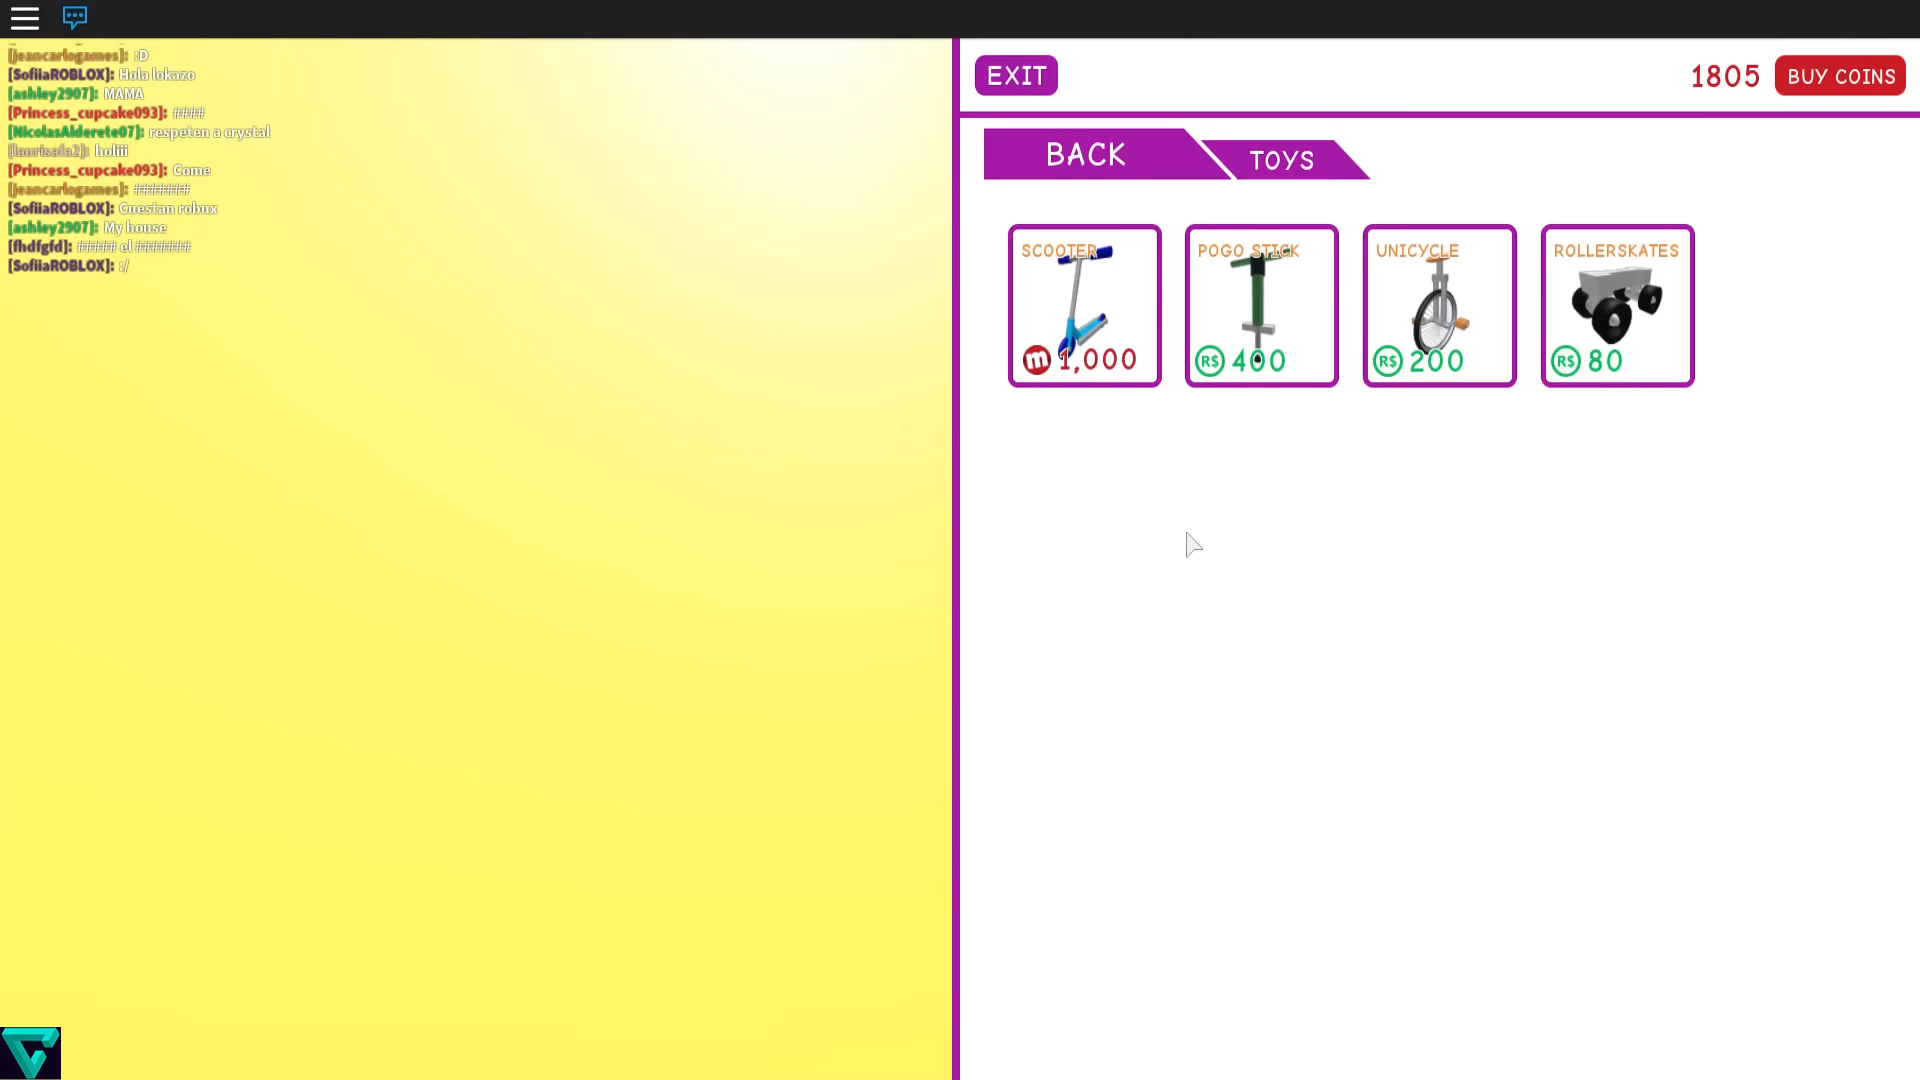 [jeancarlogames]: :D
[SofiiaROBLOX]: Hola lokazo
[ashley2907]: MAMA
[Princess_cupcake093]: ####
[NicolasAlderete07]: respeten a crystal
[laurisafa2]: holiii
[Princess_cupcake093]: Come
[jeancarlogames]: #######
[SofiiaROBLOX]: Cuestan robux
[ashley2907]: My house
[fhdfgfd]: ##### el #######
[SofiiaROBLOX]: :/
EXIT
1805
BUY COINS
BACK
TOYS
SCOOTER
m 1,000
POGO STICK
R$ 400
UNICYCLE
R$ 200
ROLLERSKATES
R$ 80